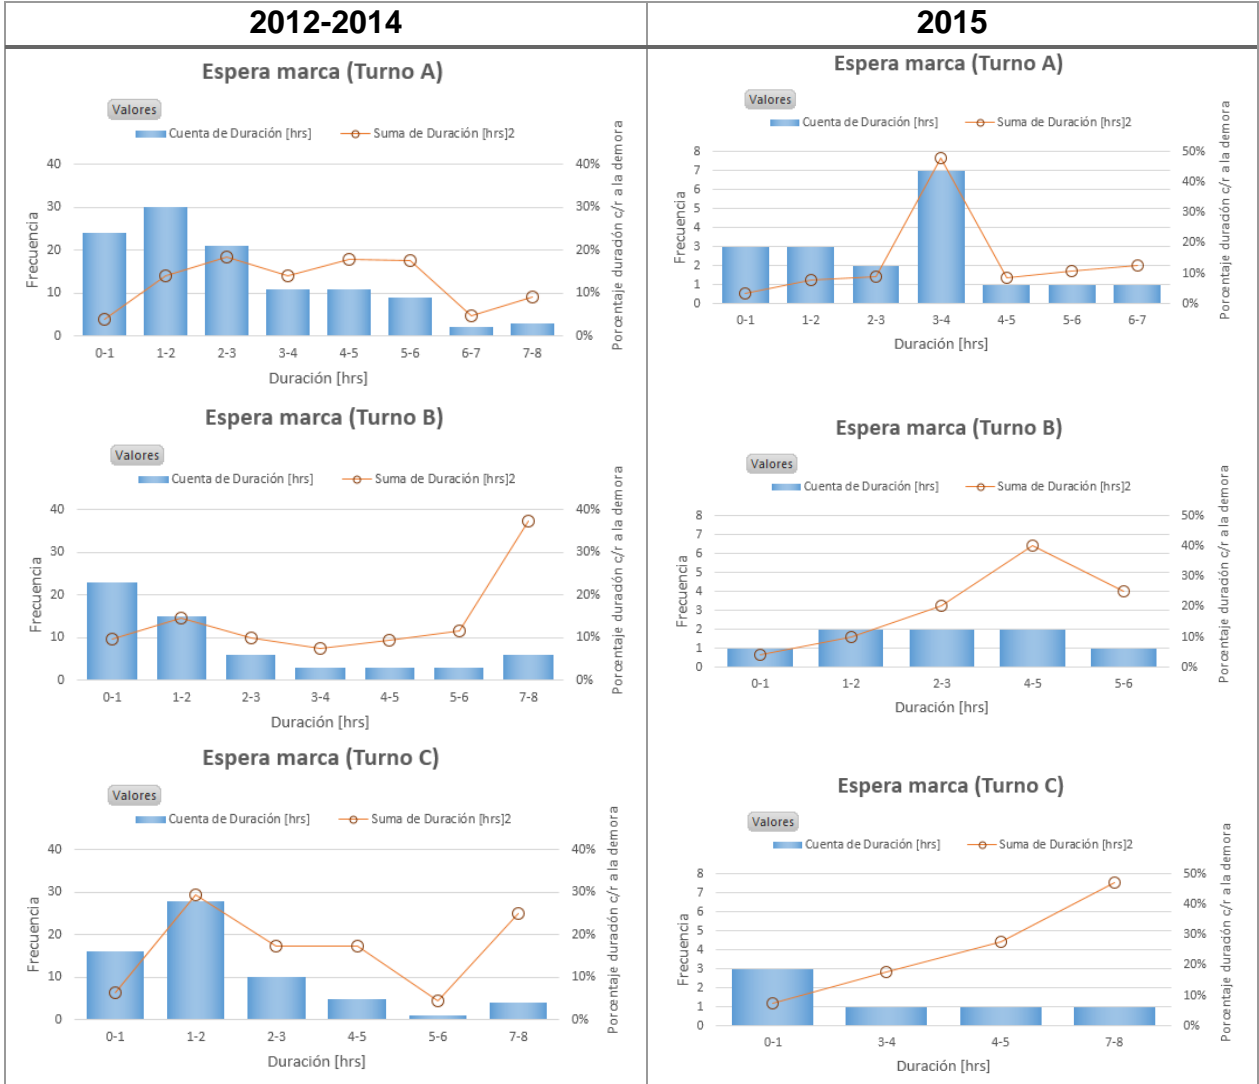 2012-2014
Espera marca (Turno A)
Valores
Cuenta de Duración [hrs] Suma de Duración [hrs]2
40 40%
30 30%
20 20%
10 10%
0 0%
Frecuencia
Porcentaje duración c/r a la demora
0-1 1-2 2-3 3-4 4-5 5-6 6-7 7-8
Duración [hrs]
Espera marca (Turno B)
Valores
Cuenta de Duración [hrs] Suma de Duración [hrs]2
40 40%
30 30%
20 20%
10 10%
0 0%
Frecuencia
Porcentaje duración c/r a la demora
0-1 1-2 2-3 3-4 4-5 5-6 7-8
Duración [hrs]
Espera marca (Turno C)
Valores
Cuenta de Duración [hrs] Suma de Duración [hrs]2
40 40%
30 30%
20 20%
10 10%
0 0%
Frecuencia
Porcentaje duración c/r a la demora
0-1 1-2 2-3 4-5 5-6 7-8
Duración [hrs]
2015
Espera marca (Turno A)
Valores
Cuenta de Duración [hrs] Suma de Duración [hrs]2
8 50%
7 40%
6 30%
5 20%
4 10%
3 0%
2
1
0
Frecuencia
Porcentaje duración c/r a la demora
0-1 1-2 2-3 3-4 4-5 5-6 6-7
Duración [hrs]
Espera marca (Turno B)
Valores
Cuenta de Duración [hrs] Suma de Duración [hrs]2
8 50%
7 40%
6 30%
5 20%
4 10%
3 0%
2
1
0
Frecuencia
Porcentaje duración c/r a la demora
0-1 1-2 2-3 4-5 5-6
Duración [hrs]
Espera marca (Turno C)
Valores
Cuenta de Duración [hrs] Suma de Duración [hrs]2
8 50%
7 40%
6 30%
5 20%
4 10%
3 0%
2
1
0
Frecuencia
Porcentaje duración c/r a la demora
0-1 3-4 4-5 7-8
Duración [hrs]